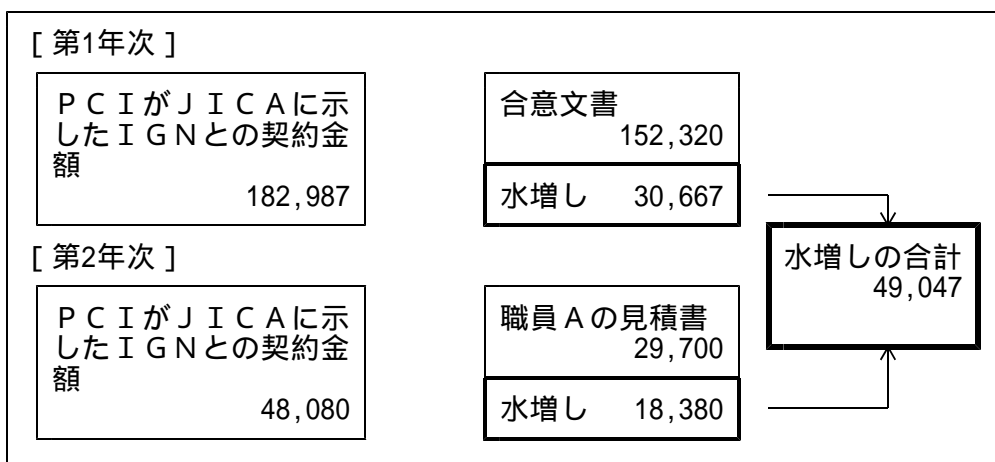 [ 第1年次 ]
ＰＣＩがＪＩＣＡに示
したＩＧＮとの契約金
額
182,987
合意文書
152,320
水増し 30,667
[ 第2年次 ]
ＰＣＩがＪＩＣＡに示
したＩＧＮとの契約金
額
48,080
職員Ａの見積書
29,700
水増し 18,380
水増しの合計
49,047